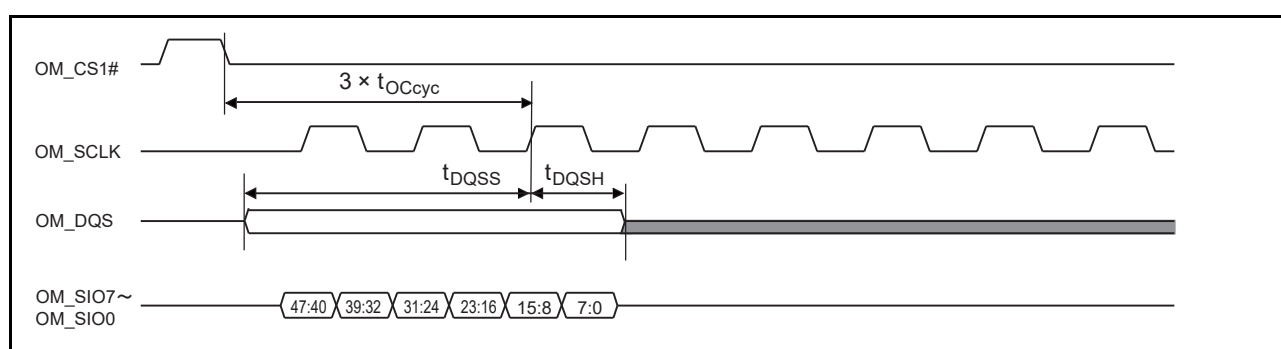 OM_CS1#
3 × tOCcyc
OM_SCLK
tDQSS tDQSH
OM_DQS
OM_SIO7～
OM_SIO0
47:40 39:32 31:24 23:16 15:8 7:0